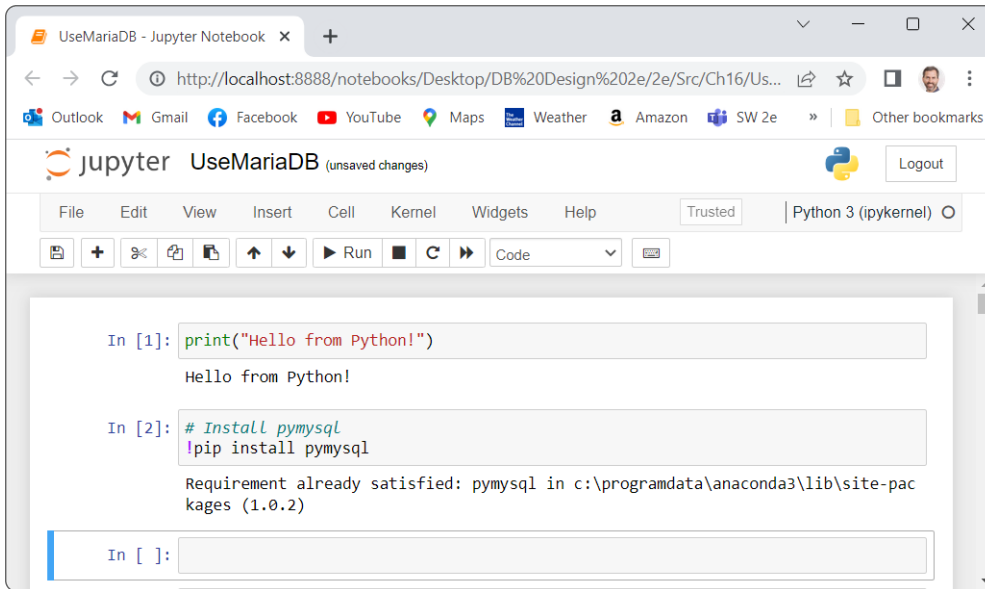 UseMariaDB - Jupyter Notebook
http://localhost:8888/notebooks/Desktop/DB%20Design%202e/2e/Src/Ch16/Us...
Outlook Gmail Facebook YouTube Maps The Weather Channel Weather a Amazon SW 2e » Other bookmarks
jupyter UseMariaDB (unsaved changes) Logout
File Edit View Insert Cell Kernel Widgets Help Trusted Python 3 (ipykernel)
Run Code
In [1]: print("Hello from Python!")
Hello from Python!
In [2]: # Install pymysql
!pip install pymysql
Requirement already satisfied: pymysql in c:\programdata\anaconda3\lib\site-pac
kages (1.0.2)
In [ ]: